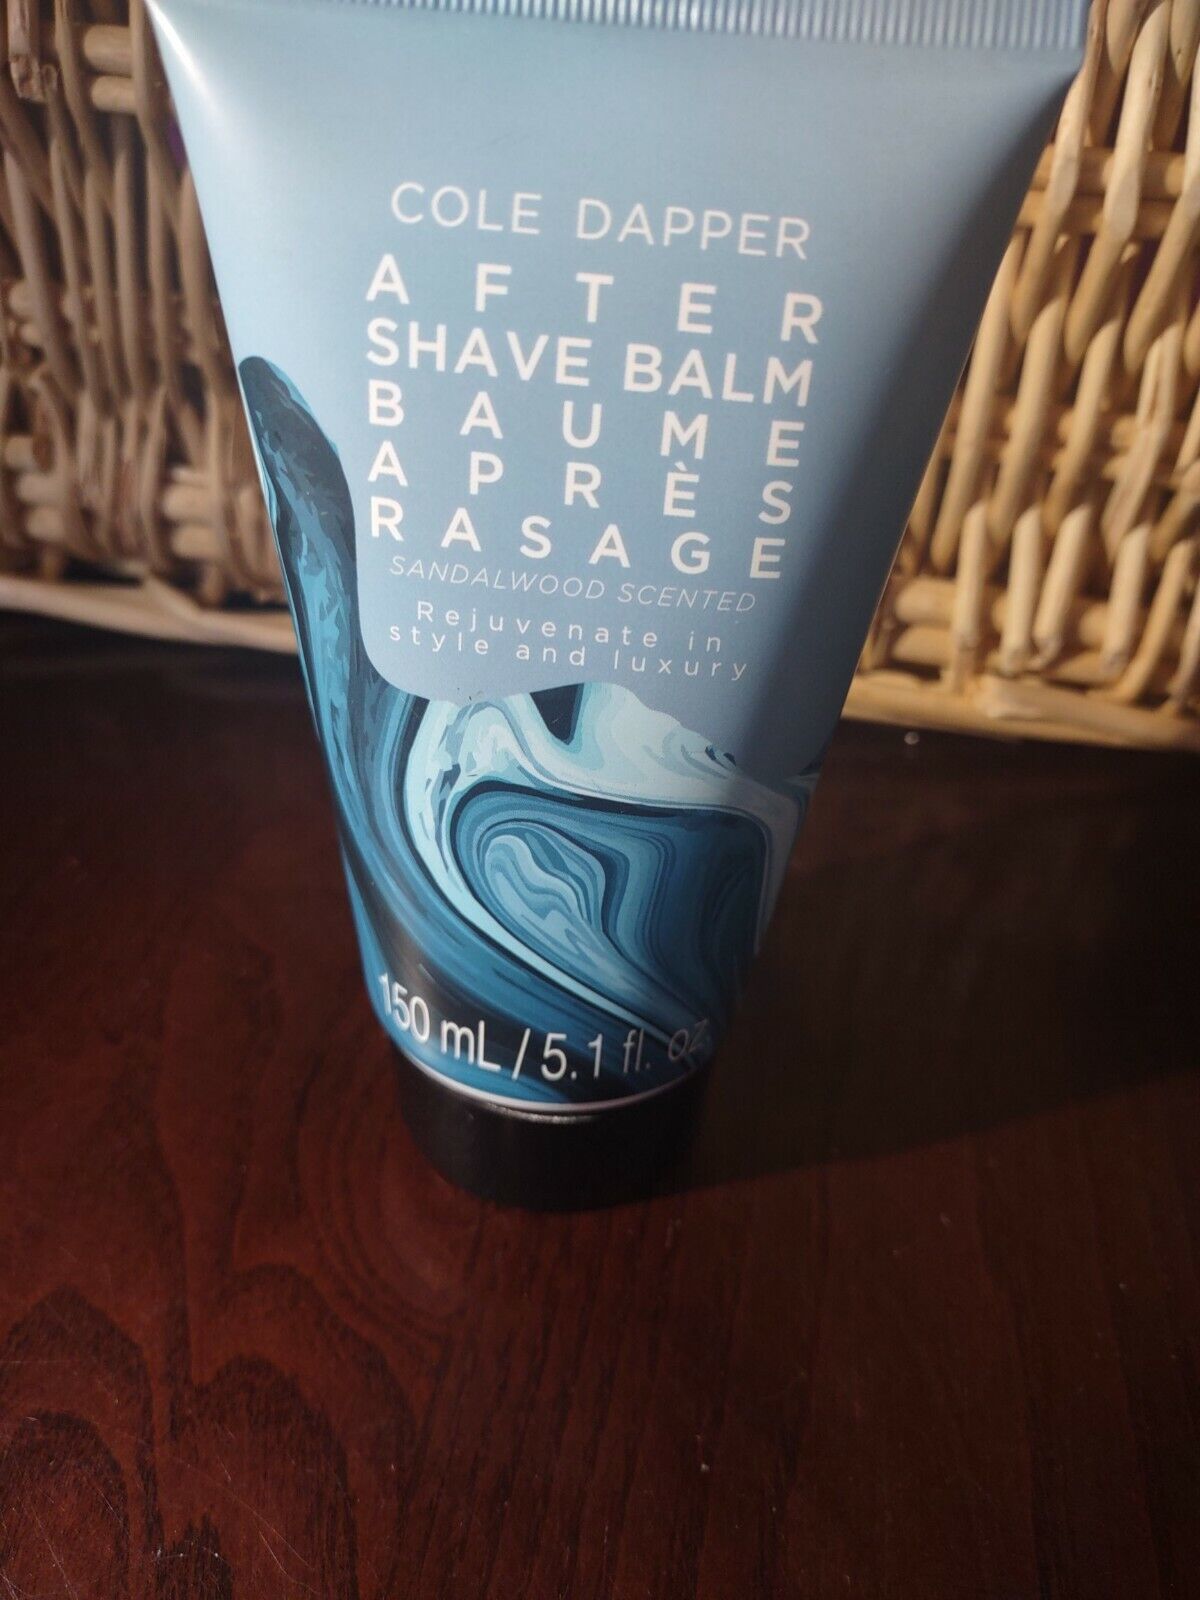 COLE DAPPER
AFTER
SHAVE BALM
BAUME
APRÈS
RASAGE
SANDALWOOD SCENTED
Rejuvenate in
style and luxury
150 mL / 5.1 fl. oz